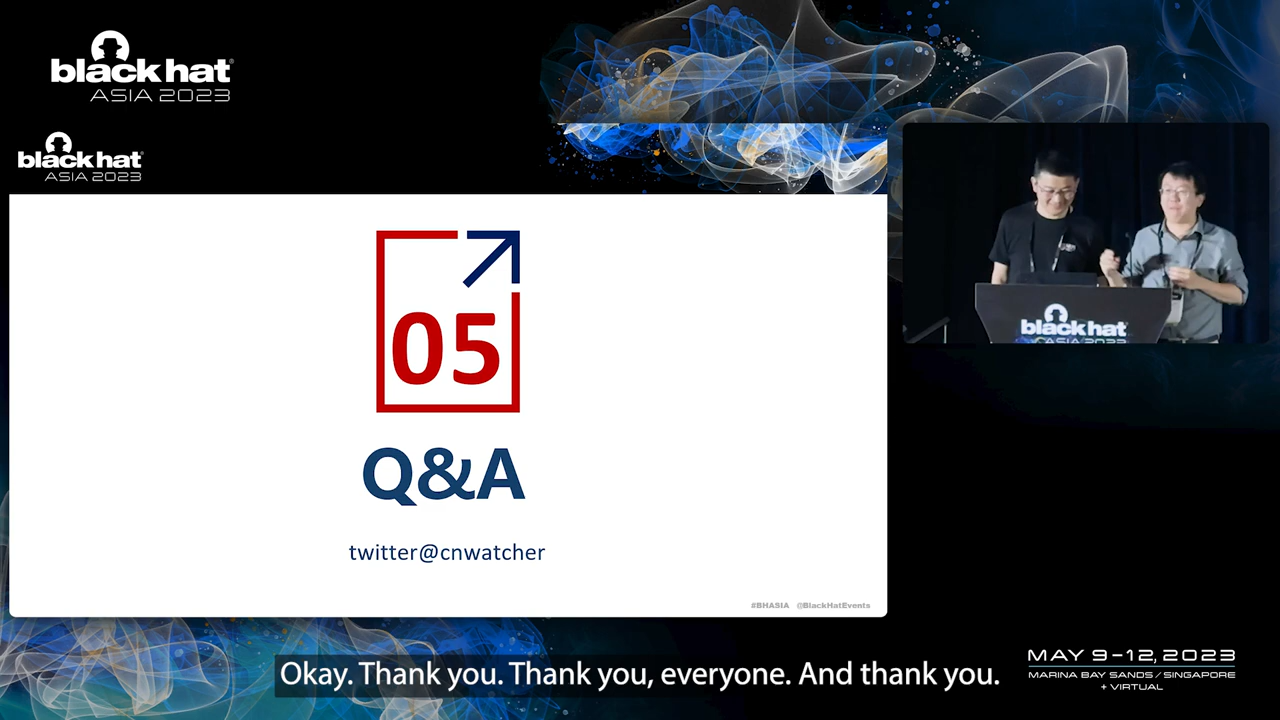 black hat
ASIA 2023
black hat
ASIA 2023
05
Q&A
twitter@cnwatcher
#BHASIA @BlackHatEvents
black hat
ASIA 2023
Okay. Thank you. Thank you, everyone. And thank you.
MAY 9-12, 2023
MARINA BAY SANDS / SINGAPORE
+ VIRTUAL